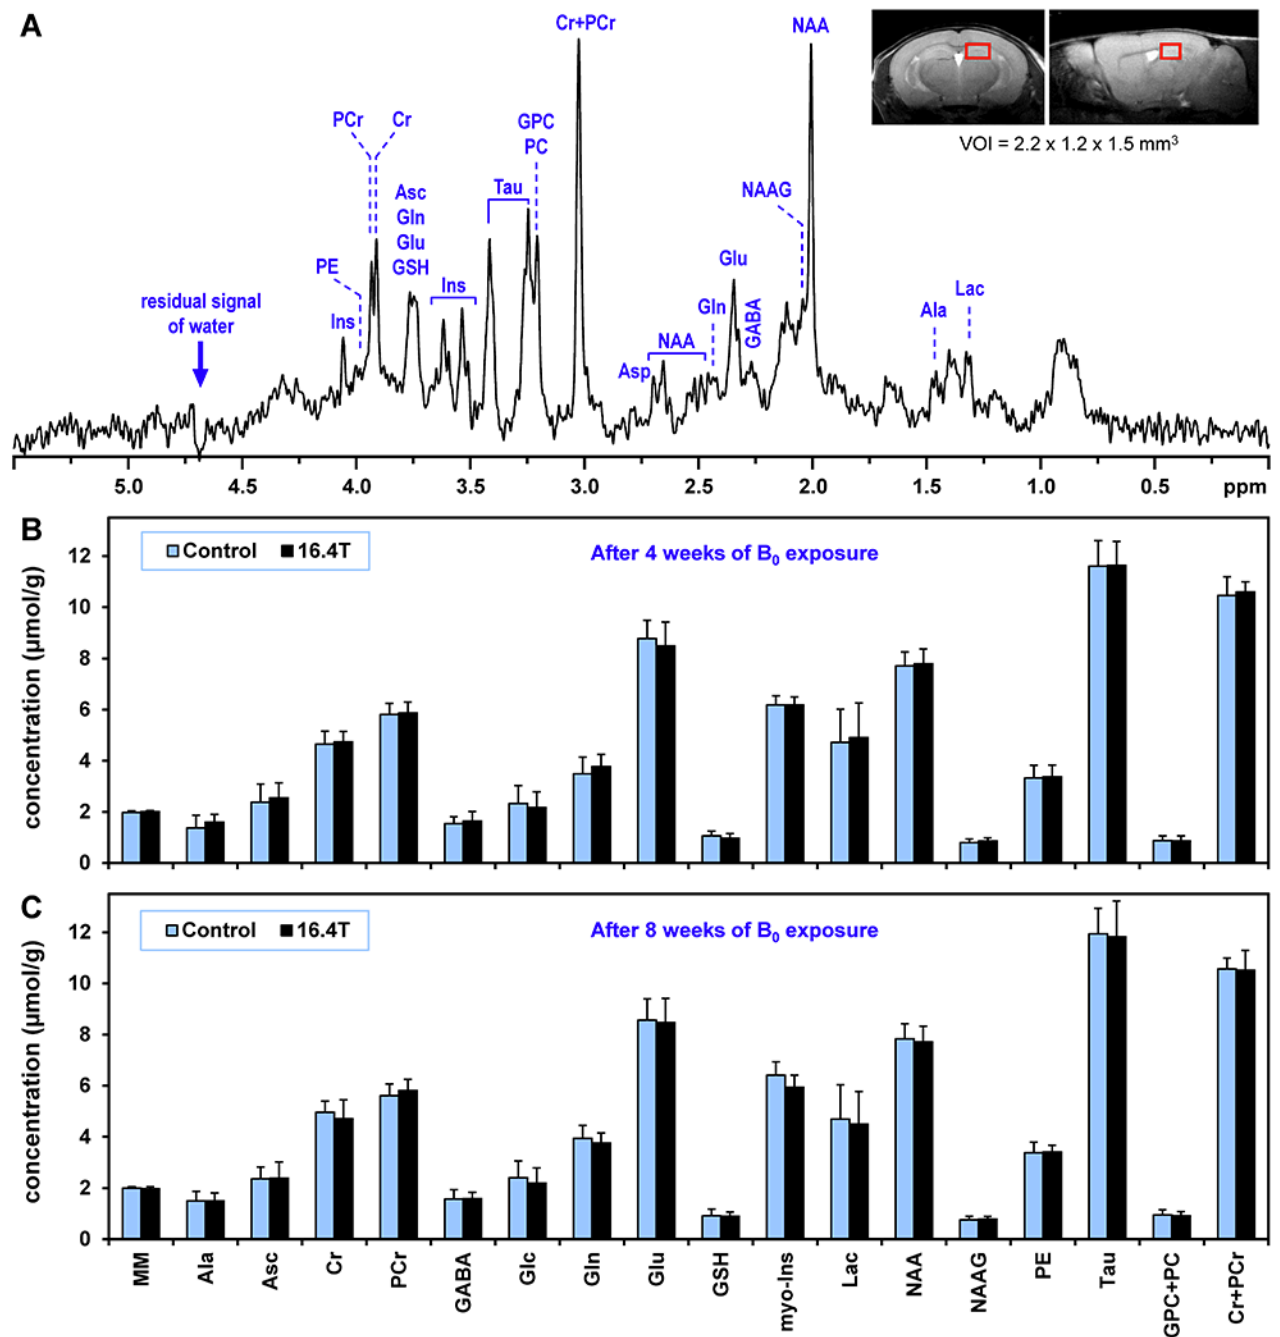 A
Cr+PCr
NAA
VOI = 2.2 x 1.2 x 1.5 mm³
PCr
Cr
GPC
PC
Asc
Gln
Glu
GSH
Tau
NAAG
PE
Ins
Glu
residual signal
of water
Ins
Gln
GABA
NAA
Asp
Ala
Lac
5.0 4.5 4.0 3.5 3.0 2.5 2.0 1.5 1.0 0.5 ppm
B
Control 16.4T
After 4 weeks of B₀ exposure
concentration (µmol/g)
12
10
8
6
4
2
0
C
Control 16.4T
After 8 weeks of B₀ exposure
concentration (µmol/g)
12
10
8
6
4
2
0
MM Ala Asc Cr PCr GABA Glc Gln Glu GSH myo-Ins Lac NAA NAAG PE Tau GPC+PC Cr+PCr